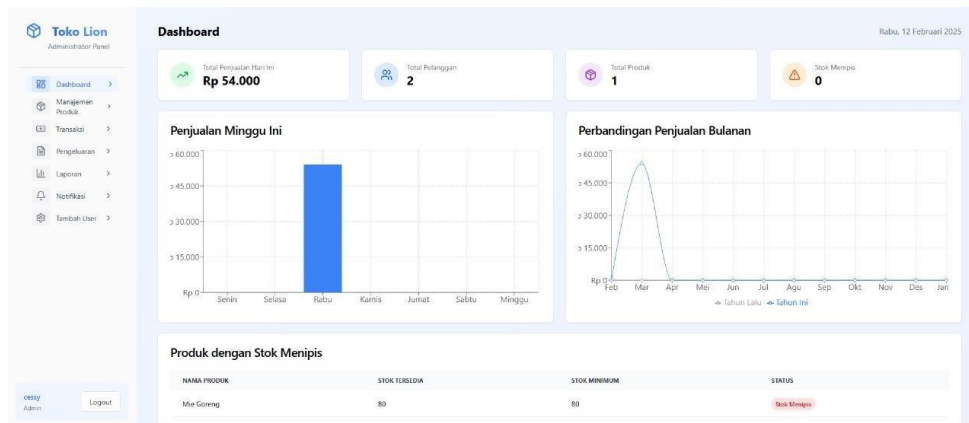 Toko Lion
Administrator Panel
Dashboard
Manajemen
Produk
Transaksi
Pengeluaran
Laporan
Notifikasi
Tambah User
cessy
Admin
Logout
Dashboard
Rabu, 12 Februari 2025
Total Penjualan Hari Ini
Rp 54.000
Total Pelanggan
2
Total Produk
1
Stok Menipis
0
Penjualan Minggu Ini
60.000
45.000
30.000
15.000
Rp 0
Senin Selasa Rabu Kamis Jumat Sabtu Minggu
Perbandingan Penjualan Bulanan
60.000
45.000
30.000
15.000
Rp 0
Feb Mar Apr Mei Jun Jul Agu Sep Okt Nov Des Jan
Tahun Lalu Tahun Ini
Produk dengan Stok Menipis
NAMA PRODUK STOK TERSEDIA STOK MINIMUM STATUS
Mie Goreng 80 80 Stok Menipis